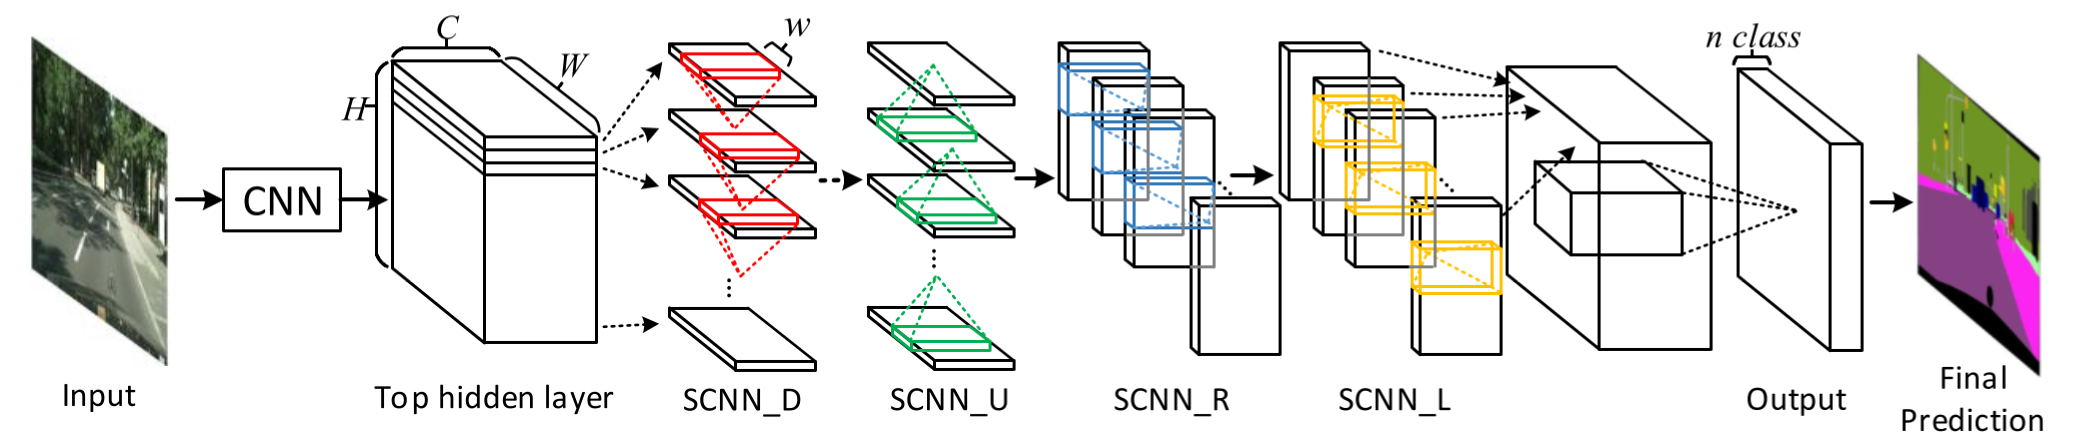 C
W
H
w
n class
CNN
Input
Top hidden layer
SCNN_D
SCNN_U
SCNN_R
SCNN_L
Output
Final
Prediction